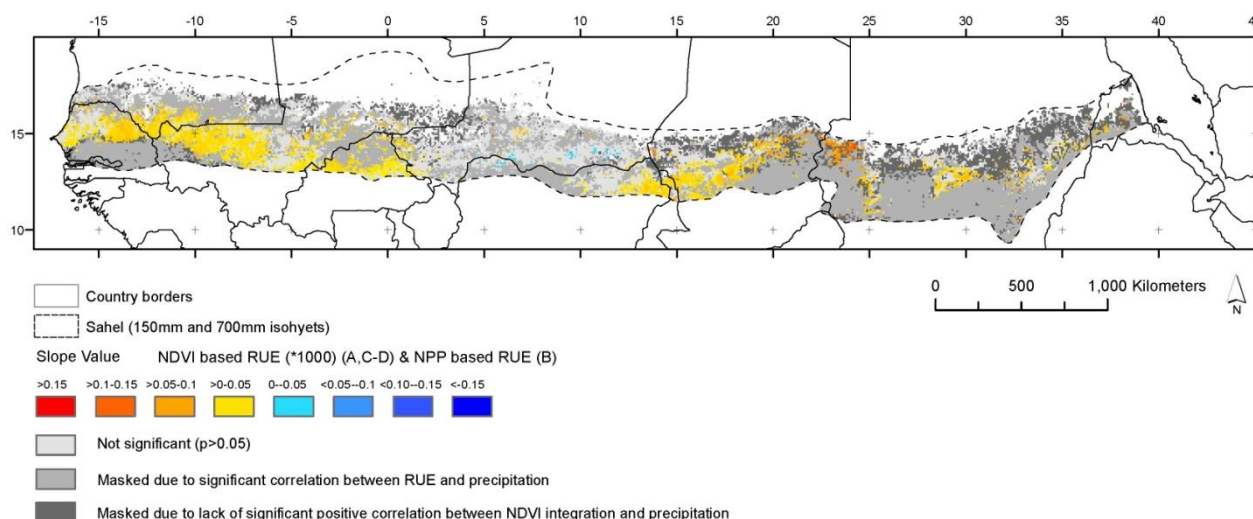 -15 -10 -5 0 5 10 15 20 25 30 35 40 45
15
10
Country borders
Sahel (150mm and 700mm isohyets)
0 500 1,000 Kilometers
N
Slope Value NDVI based RUE (*1000) (A,C-D) & NPP based RUE (B)
>0.15 >0.1-0.15 >0.05-0.1 >0-0.05 0--0.05 <0.05--0.1 <0.10--0.15 <-0.15
Not significant (p>0.05)
Masked due to significant correlation between RUE and precipitation
Masked due to lack of significant positive correlation between NDVI integration and precipitation